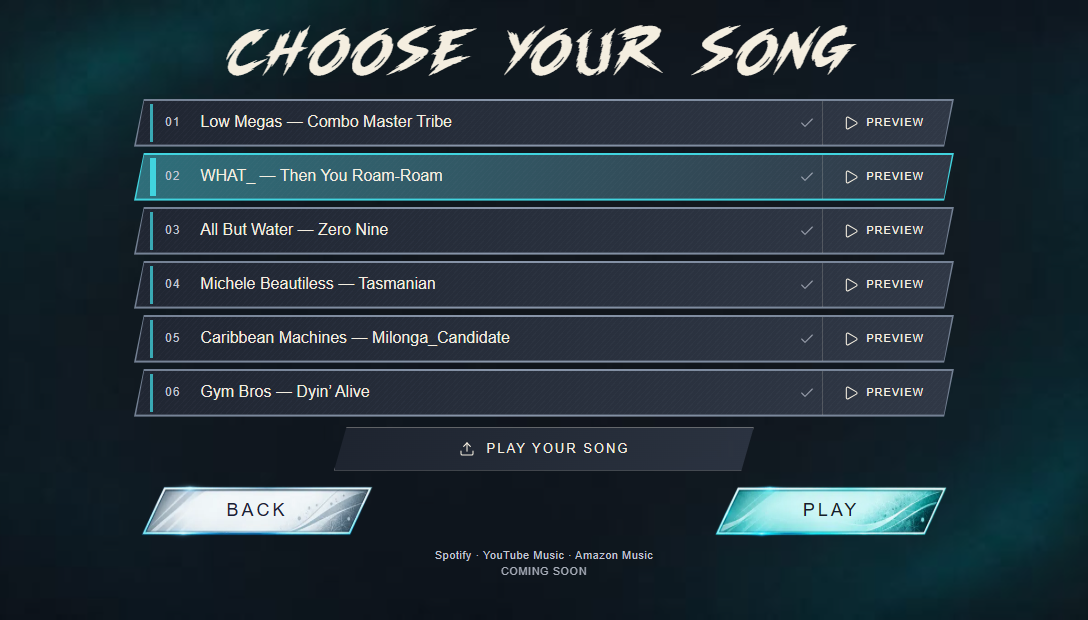 CHOOSE YOUR SONG
01 Low Megas — Combo Master Tribe PREVIEW
02 WHAT_ — Then You Roam-Roam PREVIEW
03 All But Water — Zero Nine PREVIEW
04 Michele Beautiless — Tasmanian PREVIEW
05 Caribbean Machines — Milonga_Candidate PREVIEW
06 Gym Bros — Dyin’ Alive PREVIEW
PLAY YOUR SONG
BACK PLAY
Spotify · YouTube Music · Amazon Music
COMING SOON